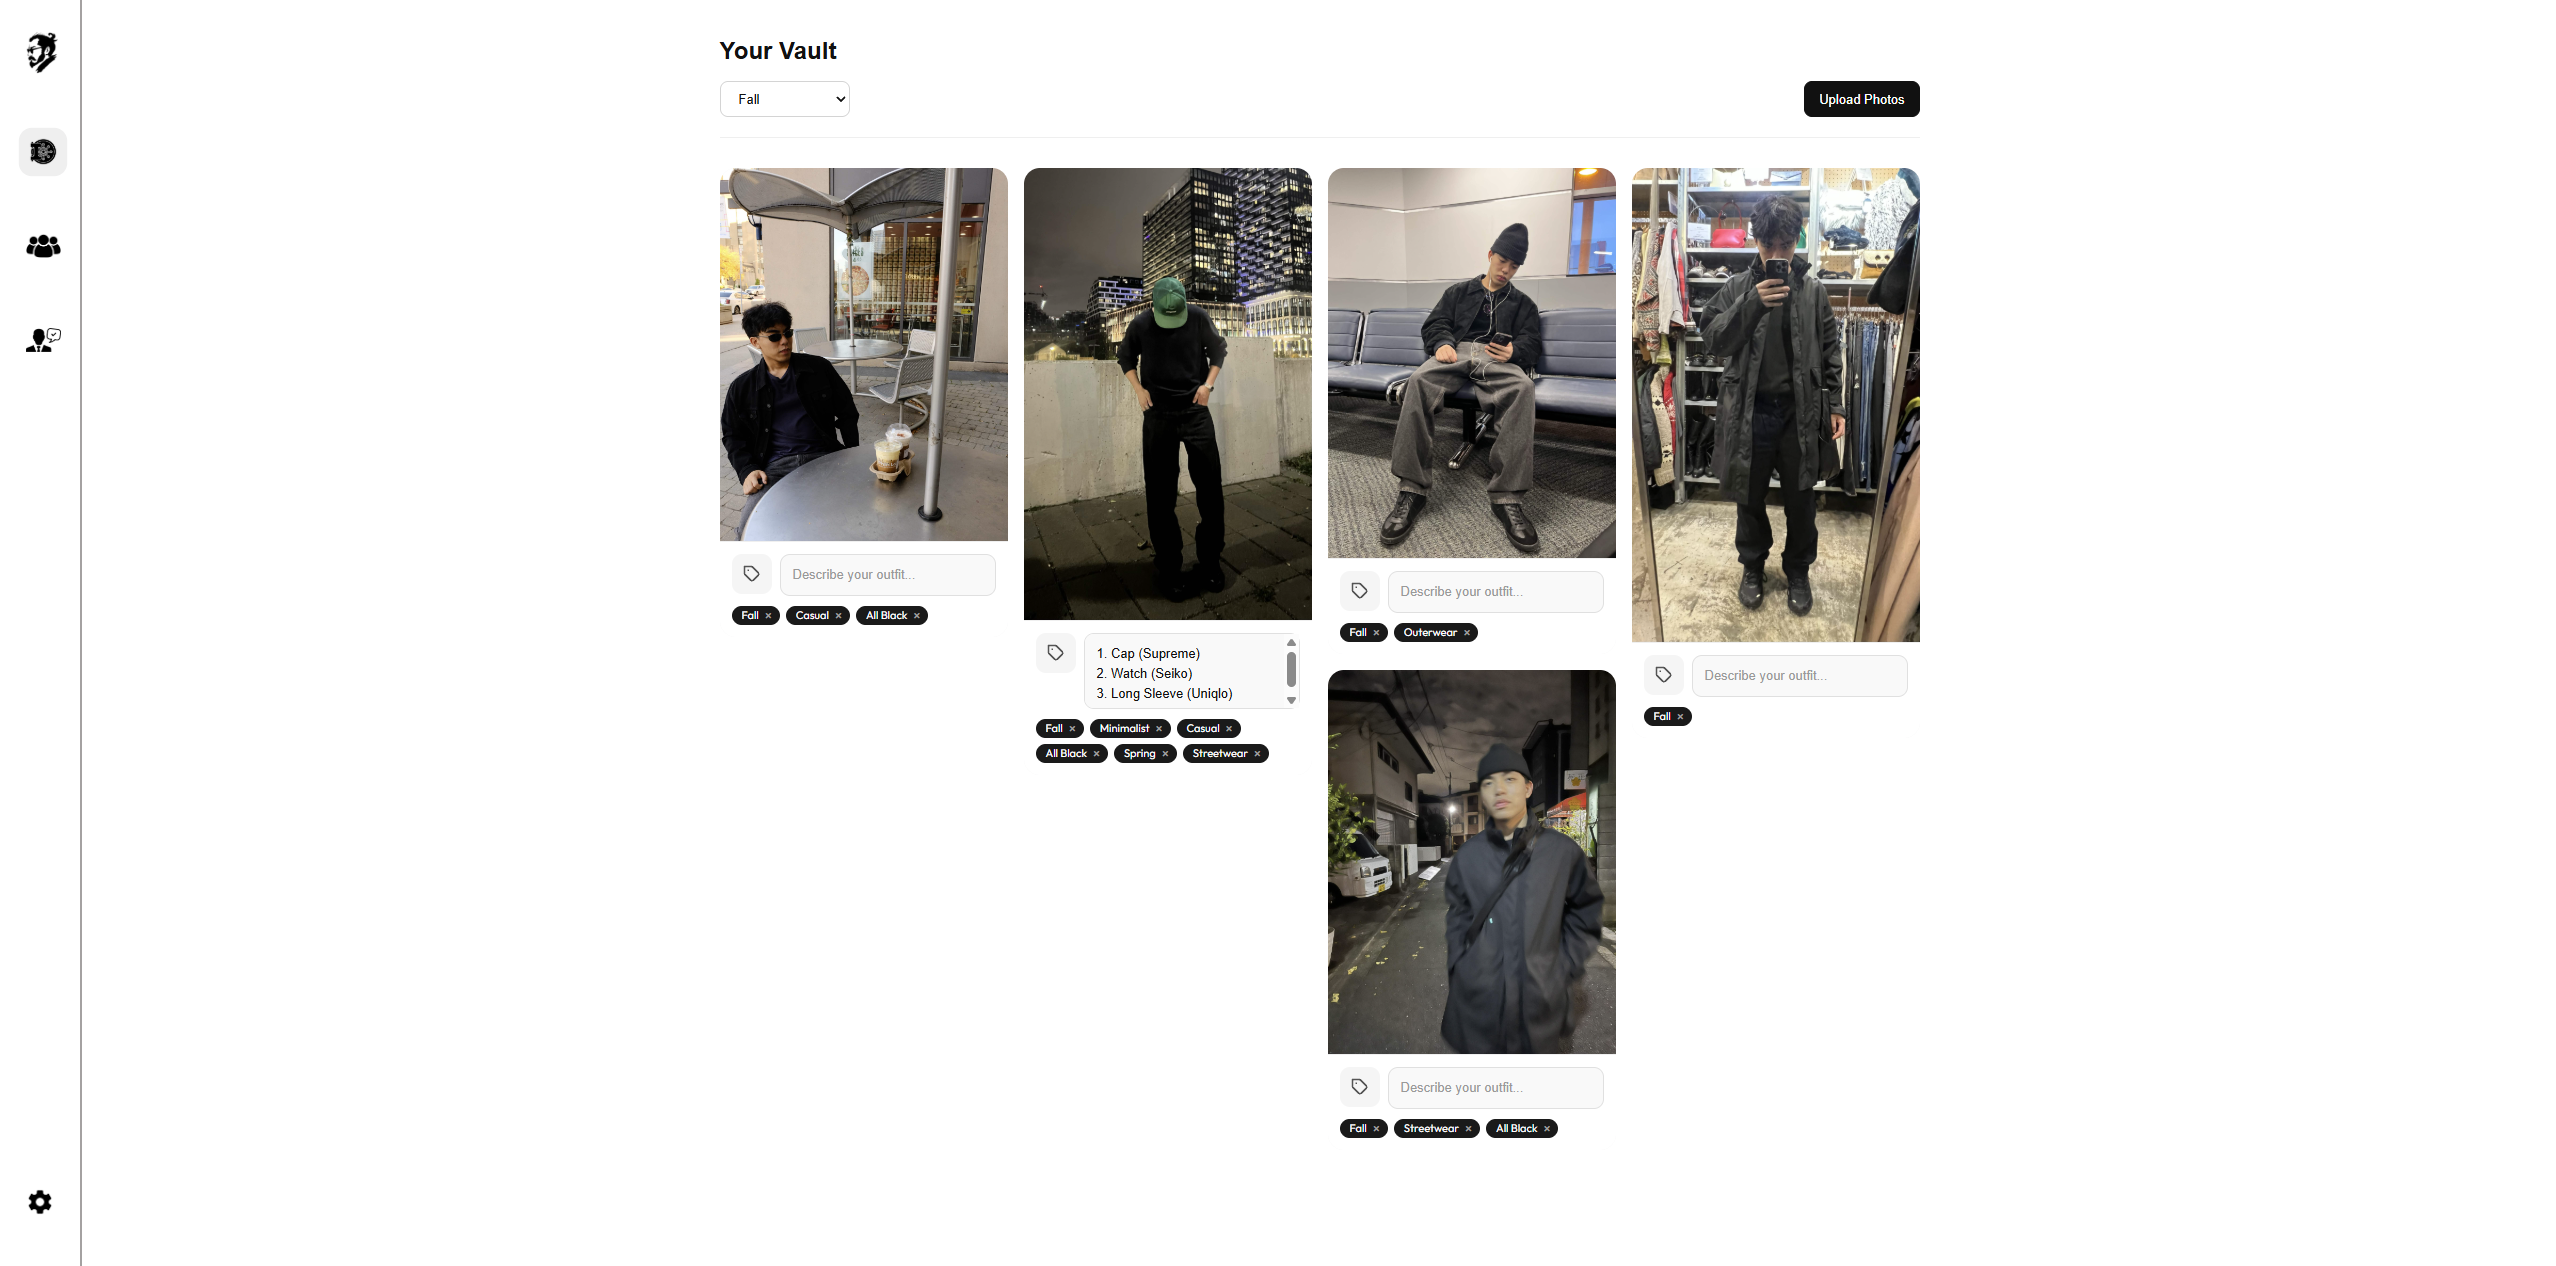 Your Vault
Fall
Upload Photos
Describe your outfit...
Fall × Casual × All Black ×
1. Cap (Supreme)
2. Watch (Seiko)
3. Long Sleeve (Uniqlo)
Fall × Minimalist × Casual ×
All Black × Spring × Streetwear ×
Describe your outfit...
Fall × Outerwear ×
Describe your outfit...
Fall × Streetwear × All Black ×
Describe your outfit...
Fall ×